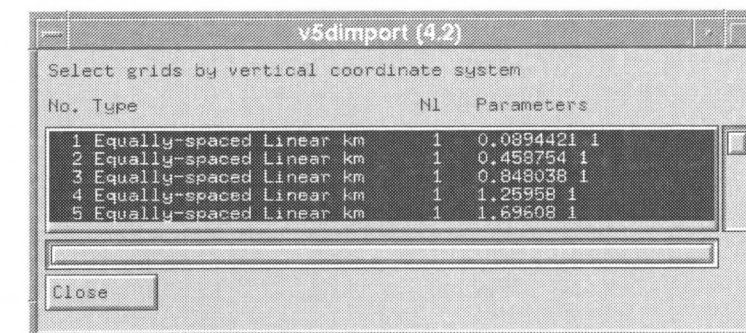 v5dimport (4.2)
Select grids by vertical coordinate system
No. Type Nl Parameters
1 Equally-spaced Linear km 1 0.0894421 1
2 Equally-spaced Linear km 1 0.458754 1
3 Equally-spaced Linear km 1 0.848038 1
4 Equally-spaced Linear km 1 1.25958 1
5 Equally-spaced Linear km 1 1.69608 1
Close